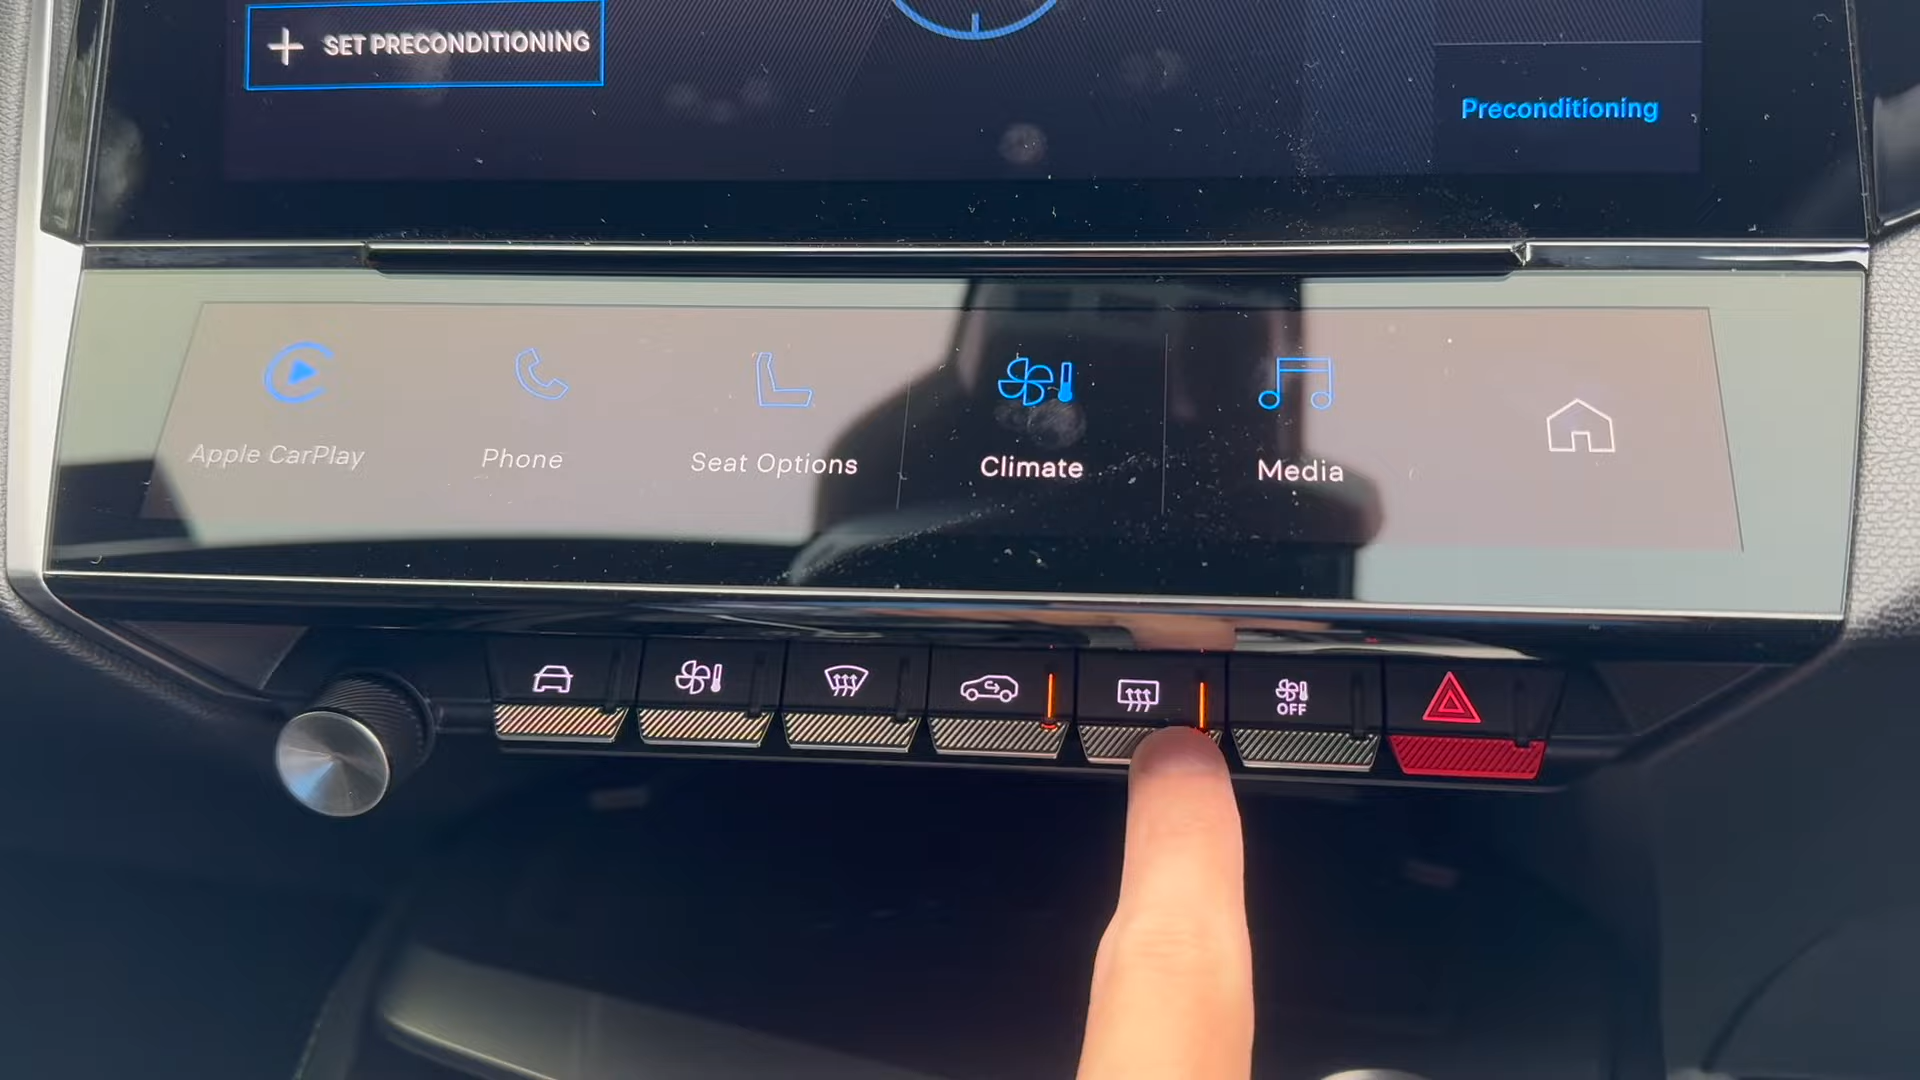 SET PRECONDITIONING
Preconditioning
Apple CarPlay
Phone
Seat Options
Climate
Media
OFF